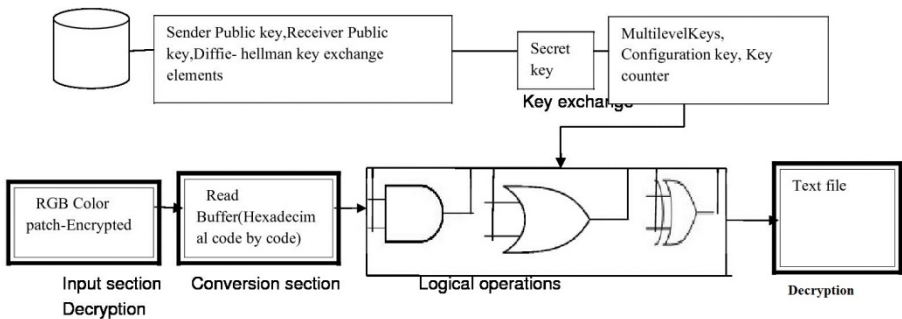 Sender Public key,Receiver Public
key,Diffie- hellman key exchange
elements
Secret
key
MultilevelKeys,
Configuration key, Key
counter
Key exchange
RGB Color
patch-Encrypted
Read
Buffer(Hexadecim
al code by code)
Text file
Input section
Decryption
Conversion section
Logical operations
Decryption